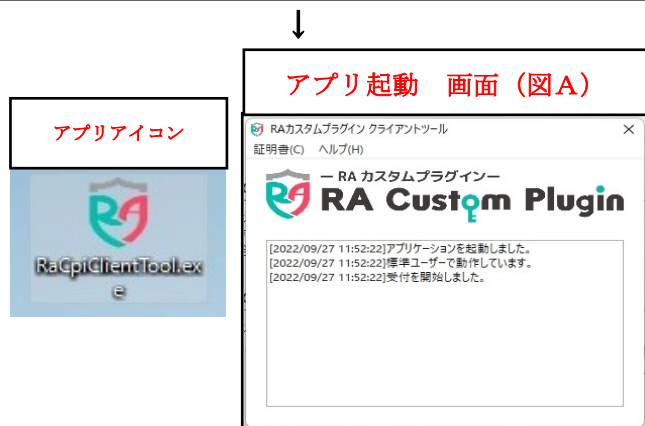 ↓
アプリ起動　画面（図A）
アプリアイコン
RaCpiClientTool.ex
e
RAカスタムプラグイン クライアントツール
証明書(C) ヘルプ(H)
ー RA カスタムプラグインー
RA Custom Plugin
[2022/09/27 11:52:22]アプリケーションを起動しました。
[2022/09/27 11:52:22]標準ユーザーで動作しています。
[2022/09/27 11:52:22]受付を開始しました。